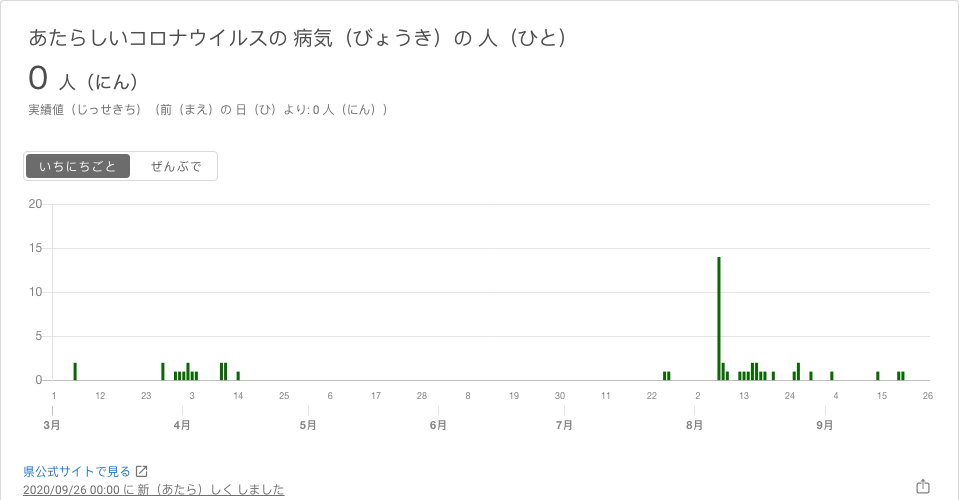 あたらしいコロナウイルスの 病気（びょうき）の 人（ひと）
0 人（にん）
実績値（じっせきち）（前（まえ）の 日（ひ）より: 0 人（にん））
いちにちごと ぜんぶで
20
15
10
5
0
1 12 23 3 14 25 6 17 28 8 19 30 11 22 2 13 24 4 15 26
3月 4月 5月 6月 7月 8月 9月
県公式サイトで見る
2020/09/26 00:00 に 新（あたら）しく しました